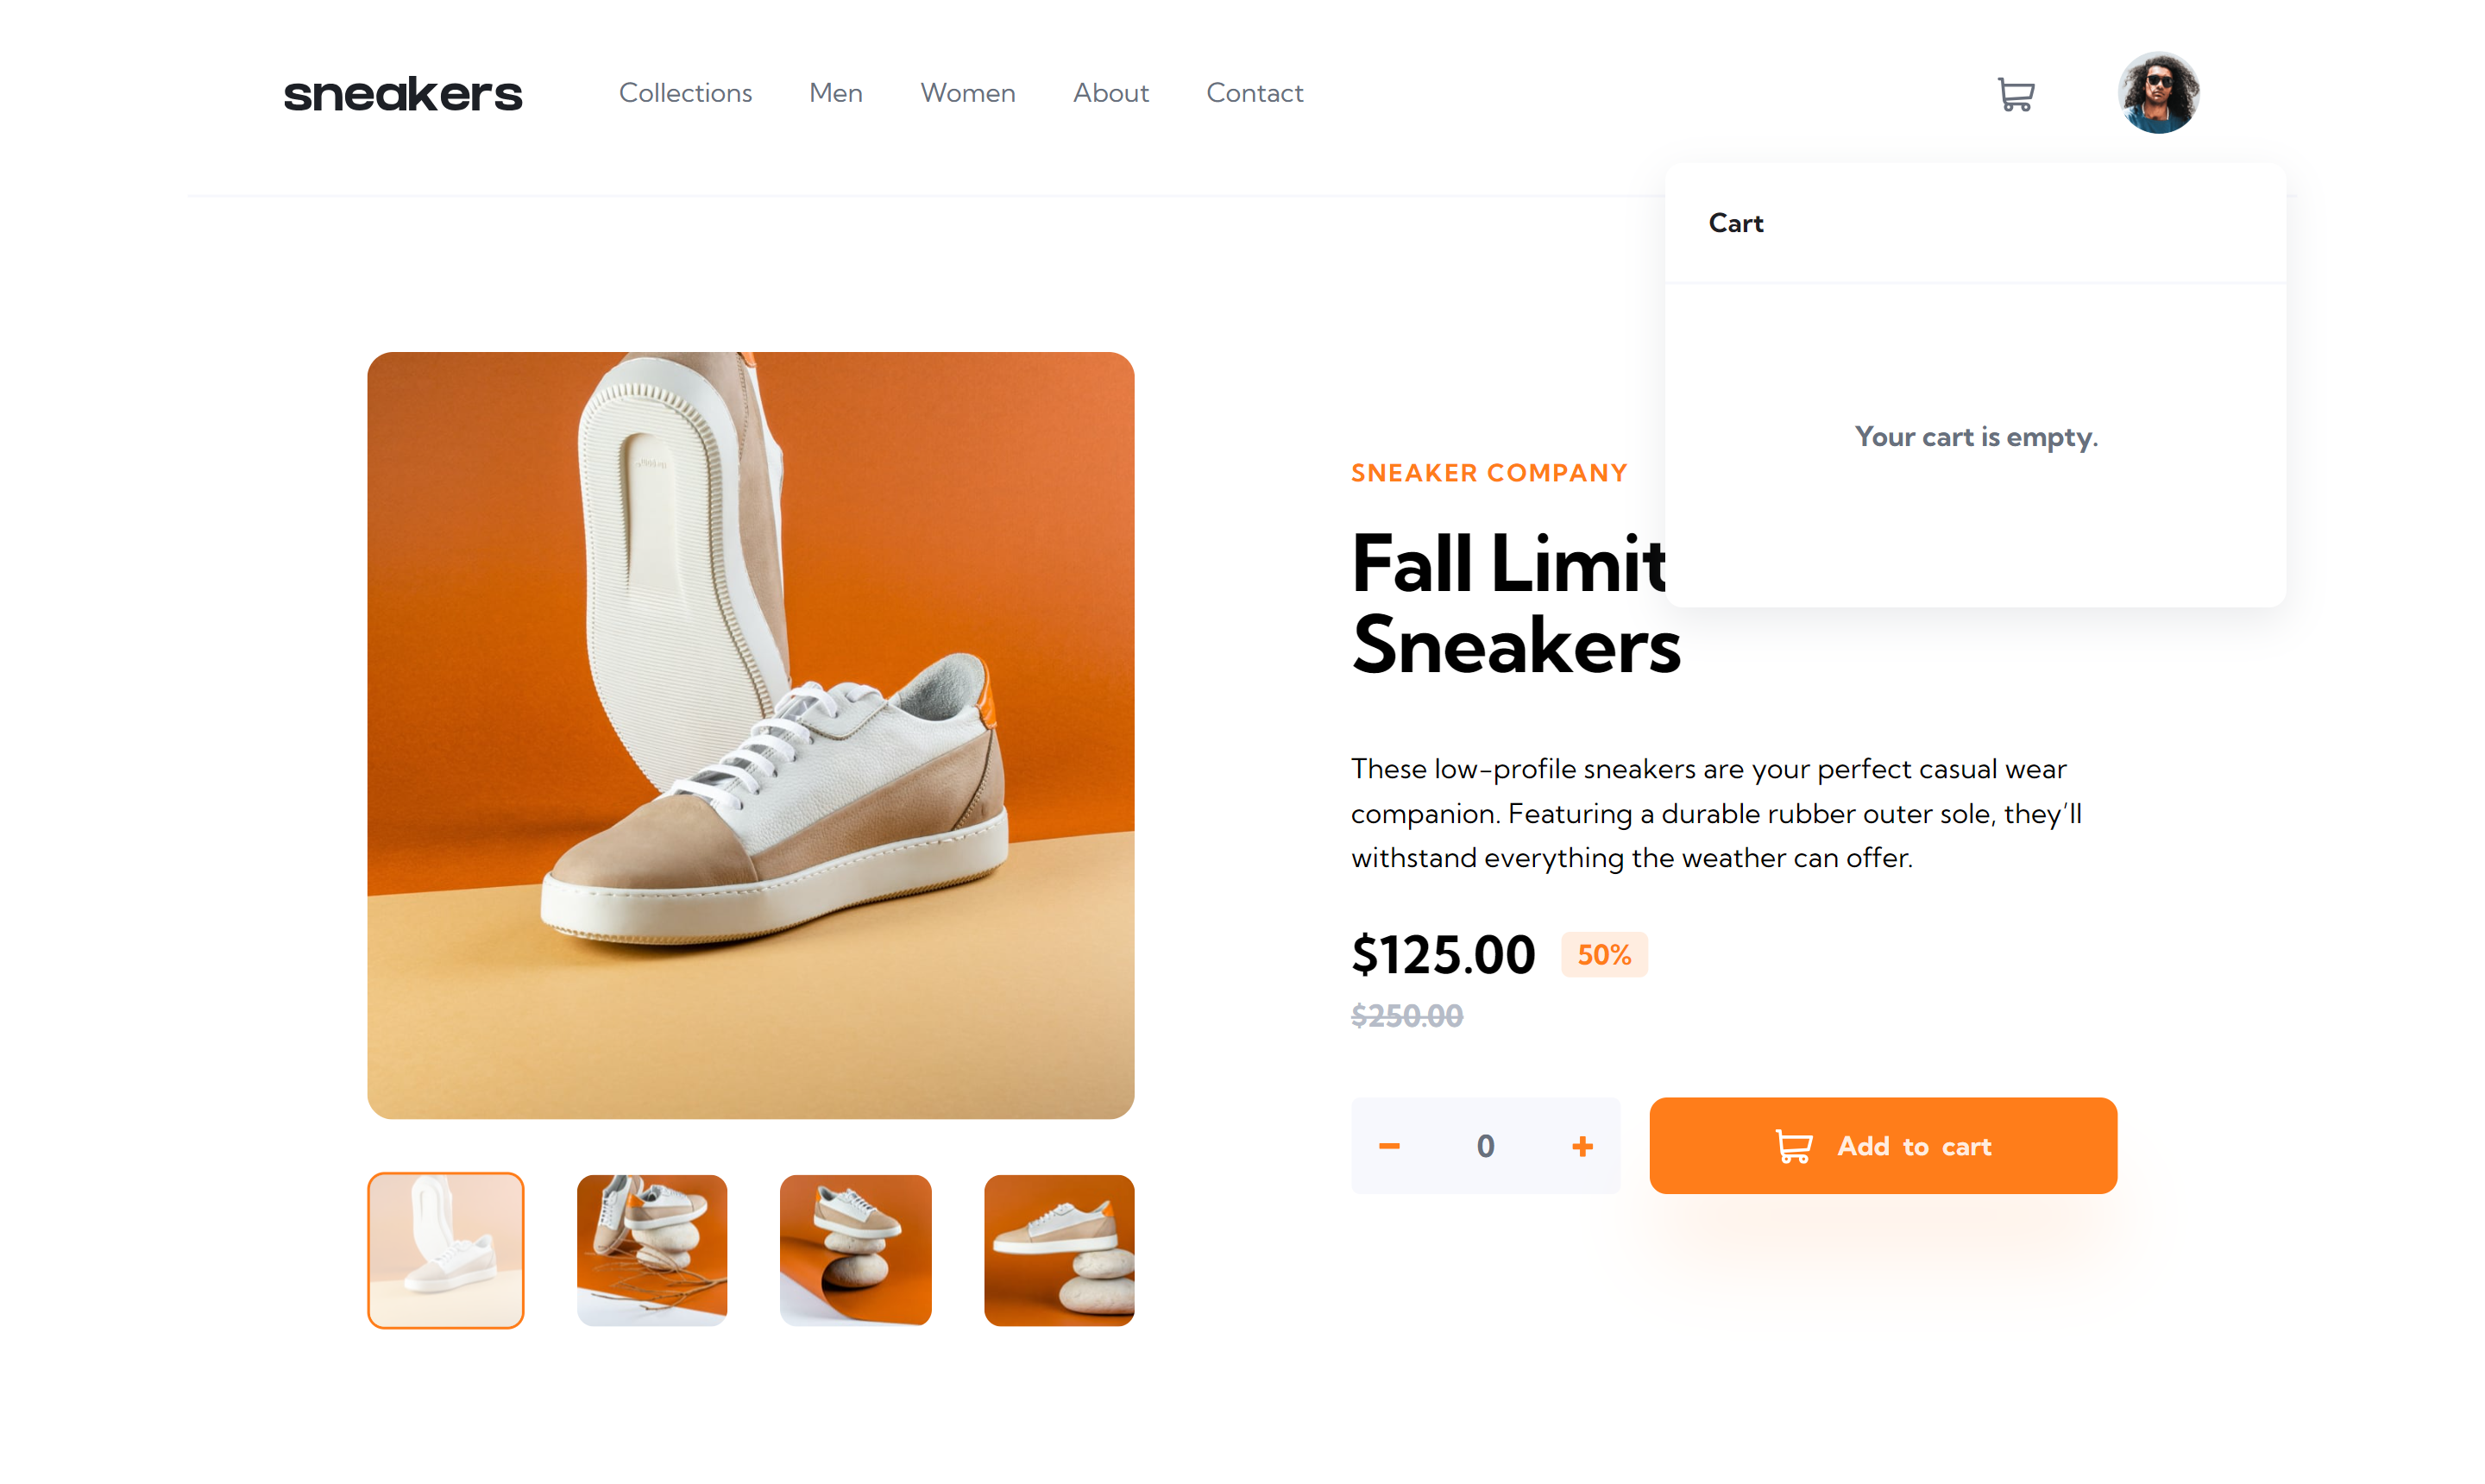 sneakers
Collections
Men
Women
About
Contact
Cart
Your cart is empty.
SNEAKER COMPANY
Fall Limit
Sneakers
These low-profile sneakers are your perfect casual wear
companion. Featuring a durable rubber outer sole, they’ll
withstand everything the weather can offer.
$125.00
50%
$250.00
0
Add to cart